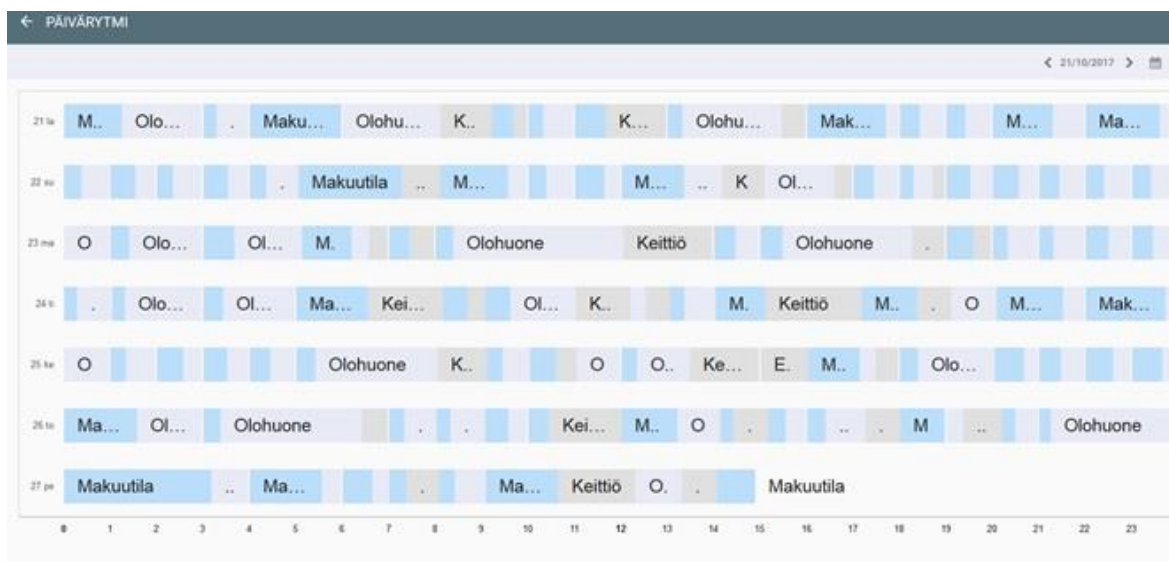 ← PÄIVÄRYTMI
< 21/10/2017 >
21 la M.. Olo... . Maku... Olohu... K.. K... Olohu... Mak... M... Ma...
22 su . Makuutila .. M... M... .. K Ol...
23 ma O Olo... Ol... M. Olohuone Keittiö Olohuone .
24 ti . Olo... Ol... Ma... Kei... Ol... K.. M. Keittiö M.. . O M... Mak...
25 ke O Olohuone K.. O O.. Ke... E. M.. Olo...
26 to Ma... Ol... Olohuone . . Kei... M.. O . .. . M .. Olohuone
27 pe Makuutila .. Ma... . Ma... Keittiö O. . Makuutila
0 1 2 3 4 5 6 7 8 9 10 11 12 13 14 15 16 17 18 19 20 21 22 23